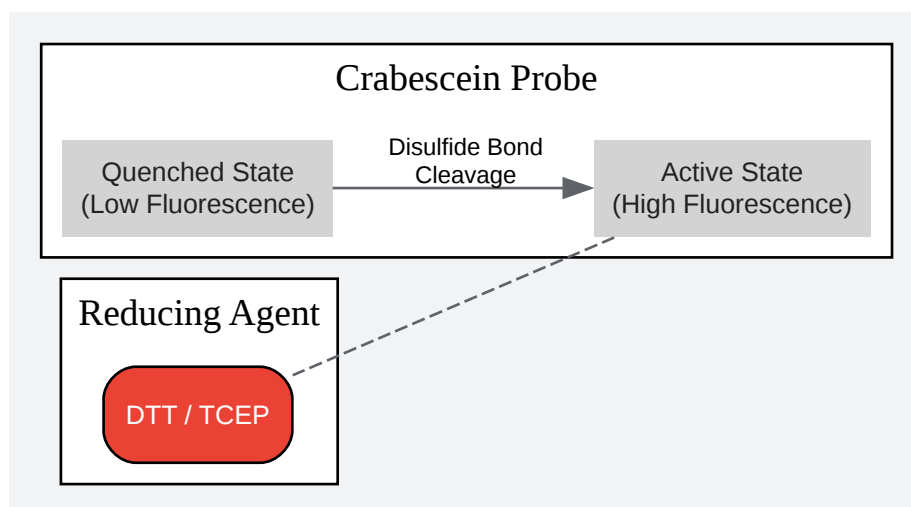 Crabescein Probe
Quenched State
(Low Fluorescence)
Disulfide Bond
Cleavage
Active State
(High Fluorescence)
Reducing Agent
DTT / TCEP